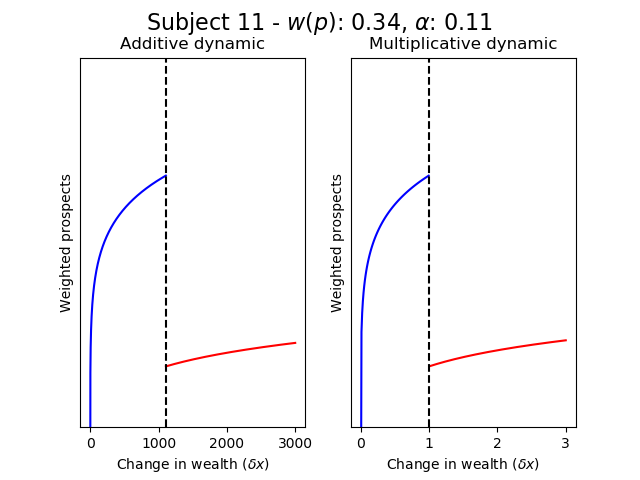 Subject 11 - w(p): 0.34, α: 0.11
Additive dynamic
Multiplicative dynamic
Weighted prospects
Weighted prospects
0 1000 2000 3000
0 1 2 3
Change in wealth (δx)
Change in wealth (δx)